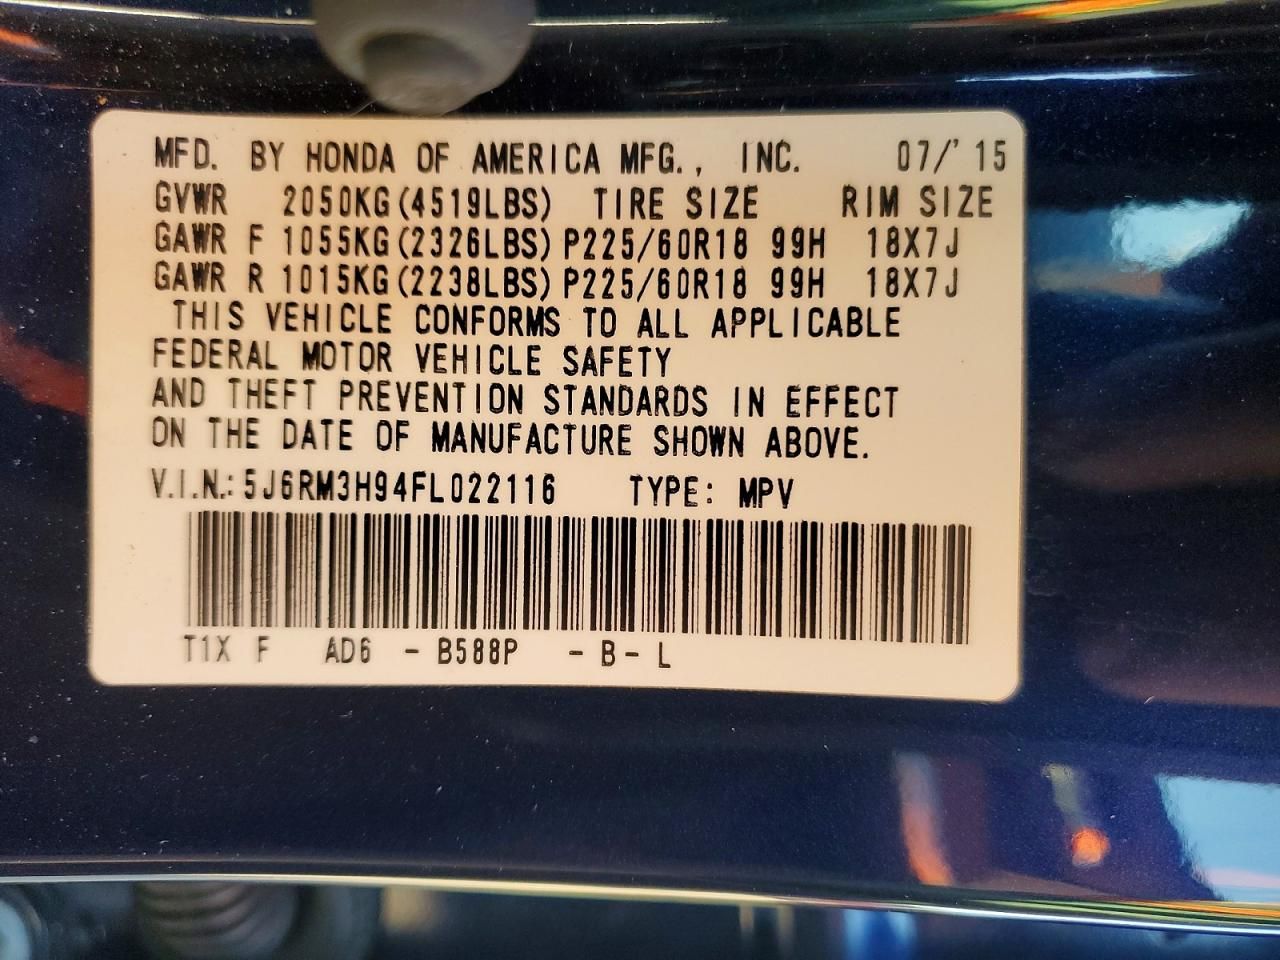 MFD. BY HONDA OF AMERICA MFG., INC. 07/'15
GVWR 2050KG(4519LBS) TIRE SIZE RIM SIZE
GAWR F 1055KG(2326LBS) P225/60R18 99H 18X7J
GAWR R 1015KG(2238LBS) P225/60R18 99H 18X7J
THIS VEHICLE CONFORMS TO ALL APPLICABLE
FEDERAL MOTOR VEHICLE SAFETY
AND THEFT PREVENTION STANDARDS IN EFFECT
ON THE DATE OF MANUFACTURE SHOWN ABOVE.
V.I.N.: 5J6RM3H94FL022116 TYPE: MPV
T1X F AD6 - B588P - B - L